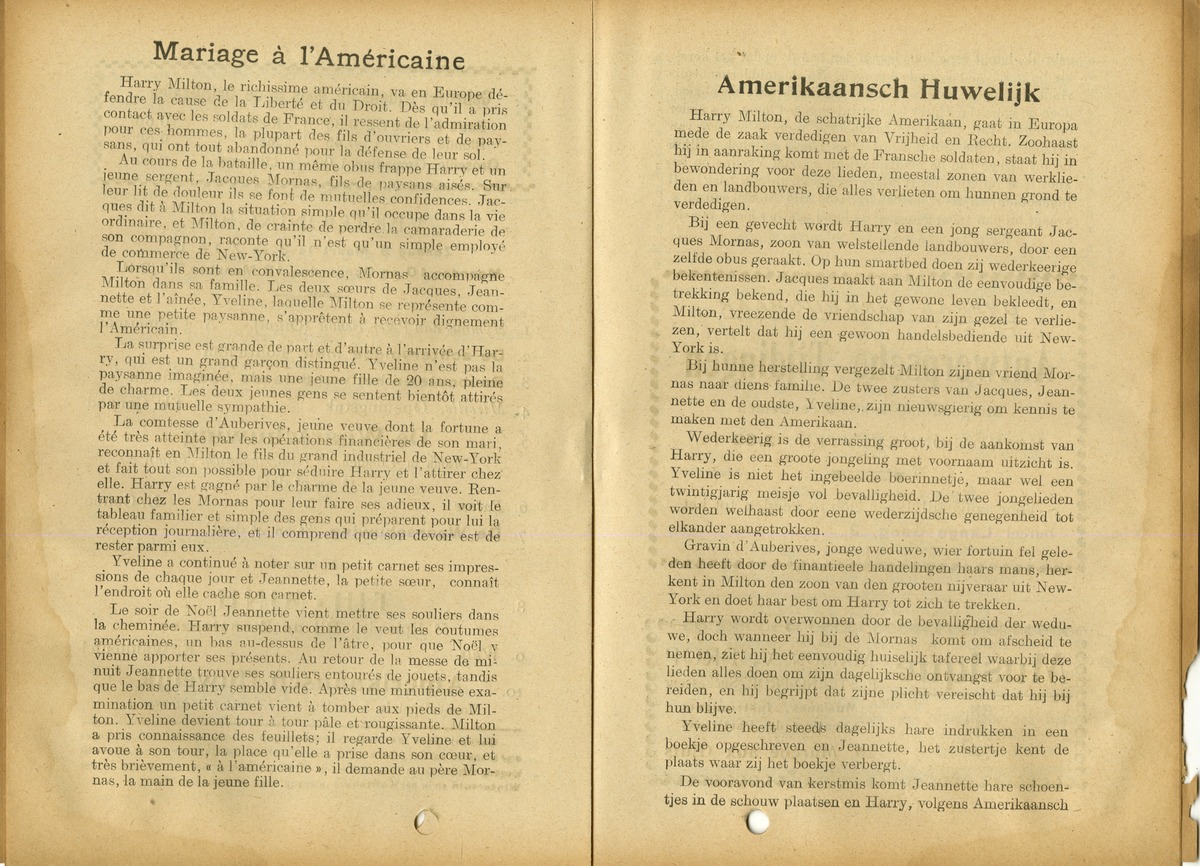 Mariage à l'Américaine
Harry Milton, le richissime américain, va en Europe dé-
fendre la cause de la Liberté et du Droit. Dès qu'il a pris
contact avec les soldats de France, il ressent de l'admiration
pour ces hommes, la plupart des fils d'ouvriers et de pay-
sans, qui ont tout abandonné pour la défense de leur sol.
Au cours de la bataille, un même obus frappe Harry et un
jeune sergent, Jacques Mornas, fils de paysans aisés. Sur
leur lit de douleur ils se font de mutuelles confidences. Jac-
ques dit à Milton la situation simple qu'il occupe dans la vie
ordinaire, et Milton, de crainte de perdre la camaraderie de
son compagnon, raconte qu'il n'est qu'un simple employé
de commerce de New-York.
Lorsqu'ils sont en convalescence, Mornas accompagne
Milton dans sa famille. Les deux sœurs de Jacques, Jean-
nette et l'aînée, Yveline, laquelle Milton se représente com-
me une petite paysanne, s'apprêtent à recevoir dignement
l'Américain.
La surprise est grande de part et d'autre à l'arrivée d'Har-
ry, qui est un grand garçon distingué. Yveline n'est pas la
paysanne imaginée, mais une jeune fille de 20 ans, pleine
de charme. Les deux jeunes gens se sentent bientôt attirés
par une mutuelle sympathie.
La comtesse d'Auberives, jeune veuve dont la fortune a
été très atteinte par les opérations financières de son mari,
reconnaît en Milton le fils du grand industriel de New-York
et fait tout son possible pour séduire Harry et l'attirer chez
elle. Harry est gagné par le charme de la jeune veuve. Ren-
trant chez les Mornas pour leur faire ses adieux, il voit le
tableau familier et simple des gens qui préparent pour lui la
réception journalière, et il comprend que son devoir est de
rester parmi eux.
Yveline a continué à noter sur un petit carnet ses impres-
sions de chaque jour et Jeannette, la petite sœur, connaît
l'endroit où elle cache son carnet.
Le soir de Noël Jeannette vient mettre ses souliers dans
la cheminée. Harry suspend, comme le veut les coutumes
américaines, un bas au-dessus de l'âtre, pour que Noël y
vienne apporter ses présents. Au retour de la messe de mi-
nuit Jeannette trouve ses souliers entourés de jouets, tandis
que le bas de Harry semble vide. Après une minutieuse exa-
mination un petit carnet vient à tomber aux pieds de Mil-
ton. Yveline devient tour à tour pâle et rougissante. Milton
a pris connaissance des feuillets; il regarde Yveline et lui
avoue à son tour, la place qu'elle a prise dans son cœur, et
très brièvement, « à l'américaine », il demande au père Mor-
nas, la main de la jeune fille.
Amerikaansch Huwelijk
Harry Milton, de schatrijke Amerikaan, gaat in Europa
mede de zaak verdedigen van Vrijheid en Recht. Zoohaast
hij in aanraking komt met de Fransche soldaten, staat hij in
bewondering voor deze lieden, meestal zonen van werklie-
den en landbouwers, die alles verlieten om hunnen grond te
verdedigen.
Bij een gevecht wordt Harry en een jong sergeant Jac-
ques Mornas, zoon van welstellende landbouwers, door een
zelfde obus geraakt. Op hun smartbed doen zij wederkeerige
bekentenissen. Jacques maakt aan Milton de eenvoudige be-
trekking bekend, die hij in het gewone leven bekleedt, en
Milton, vreezende de vriendschap van zijn gezel te verlie-
zen, vertelt dat hij een gewoon handelsbediende uit New-
York is.
Bij hunne herstelling vergezelt Milton zijnen vriend Mor-
nas naar diens familie. De twee zusters van Jacques, Jean-
nette en de oudste, Yveline, zijn nieuwsgierig om kennis te
maken met den Amerikaan.
Wederkeerig is de verrassing groot, bij de aankomst van
Harry, die een groote jongeling met voornaam uitzicht is.
Yveline is niet het ingebeelde boerinnetje, maar wel een
twintigjarig meisje vol bevalligheid. De twee jongelieden
worden welhaast door eene wederzijdsche genegenheid tot
elkander aangetrokken.
Gravin d'Auberives, jonge weduwe, wier fortuin fel gele-
den heeft door de finantieele handelingen haars mans, her-
kent in Milton den zoon van den grooten nijveraar uit New-
York en doet haar best om Harry tot zich te trekken.
Harry wordt overwonnen door de bevalligheid der wedu-
we, doch wanneer hij bij de Mornas komt om afscheid te
nemen, ziet hij het eenvoudig huiselijk tafereel waarbij deze
lieden alles doen om zijn dagelijksche ontvangst voor te be-
reiden, en hij begrijpt dat zijne plicht vereischt dat hij bij
hun blijve.
Yveline heeft steeds dagelijks hare indrukken in een
boekje opgeschreven en Jeannette, het zustertje kent de
plaats waar zij het boekje verbergt.
De vooravond van kerstmis komt Jeannette hare schoen-
tjes in de schouw plaatsen en Harry, volgens Amerikaansch